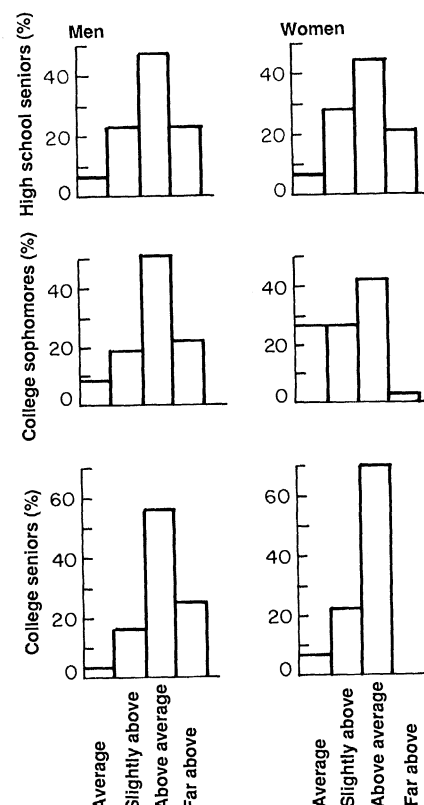 Men
Women
High school seniors (%)
40
20
0
40
20
0
College sophomores (%)
40
20
0
40
20
0
College seniors (%)
60
40
20
0
60
40
20
0
Average
Slightly above
Above average
Far above
Average
Slightly above
Above average
Far above